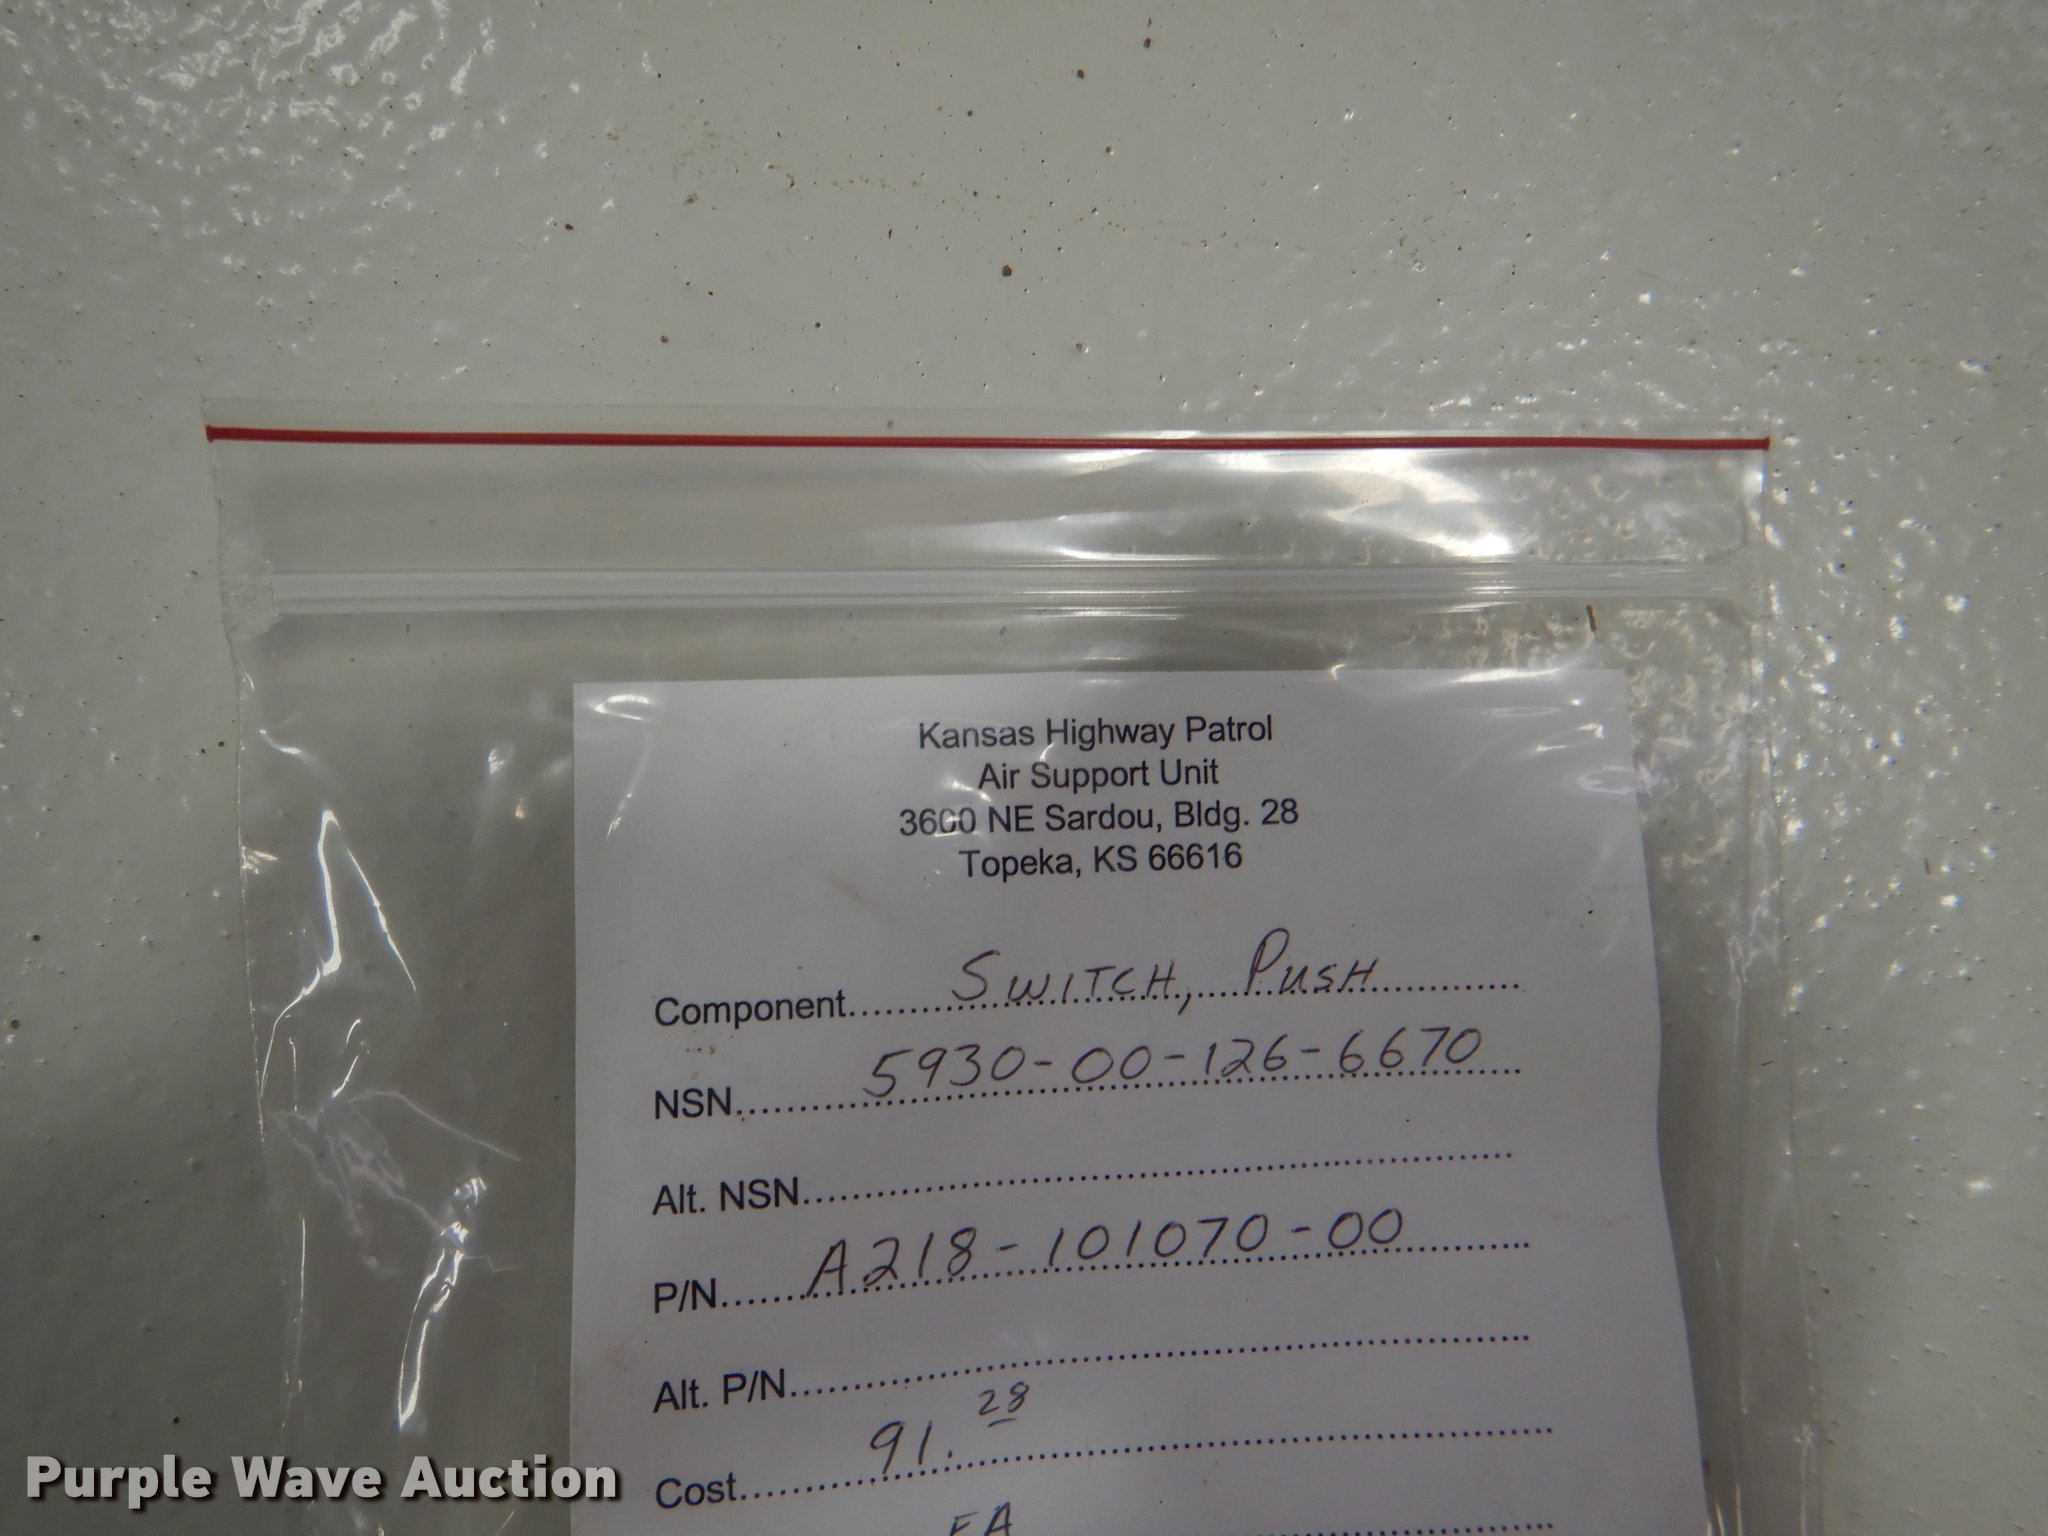 Kansas Highway Patrol
Air Support Unit
3600 NE Sardou, Bldg. 28
Topeka, KS 66616
Component..........SWITCH, PUSH..........
NSN..........5930-00-126-6670..........
Alt. NSN....................
P/N..........A218-101070-00..........
Alt. P/N....................
Cost..........91.28..........
EA
Purple Wave Auction